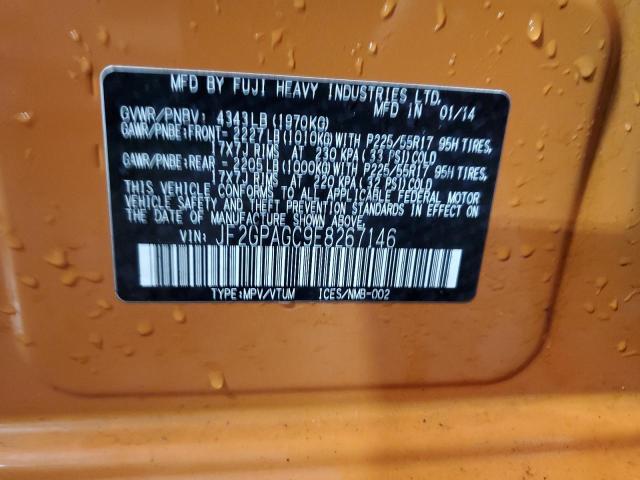 MFD BY FUJI HEAVY INDUSTRIES LTD.
GVWR/PNBV: 4343LB(1970KG) MFD IN 01/14
GAWR/PNBE:FRONT- 2227LB(1010KG)WITH P225/55R17 95H TIRES,
17X7J RIMS AT 230 KPA(33 PSI)COLD
GAWR/PNBE:REAR - 2205LB(1000KG)WITH P225/55R17 95H TIRES,
17X7J RIMS AT 220 KPA(32 PSI)COLD
THIS VEHICLE CONFORMS TO ALL APPLICABLE FEDERAL MOTOR
VEHICLE SAFETY AND BUMPER STANDARDS IN EFFECT ON
THE DATE OF MANUFACTURE SHOWN ABOVE.
VIN: JF2GPAGC9E8267146
TYPE:MPV/VTUM ICES/NMB-002